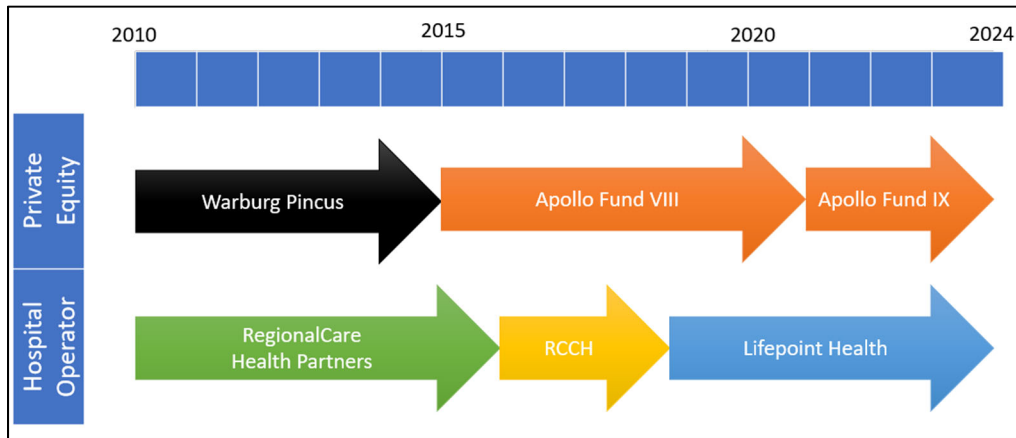 2010
2015
2020
2024
Private
Equity
Warburg Pincus
Apollo Fund VIII
Apollo Fund IX
Hospital
Operator
RegionalCare
Health Partners
RCCH
Lifepoint Health